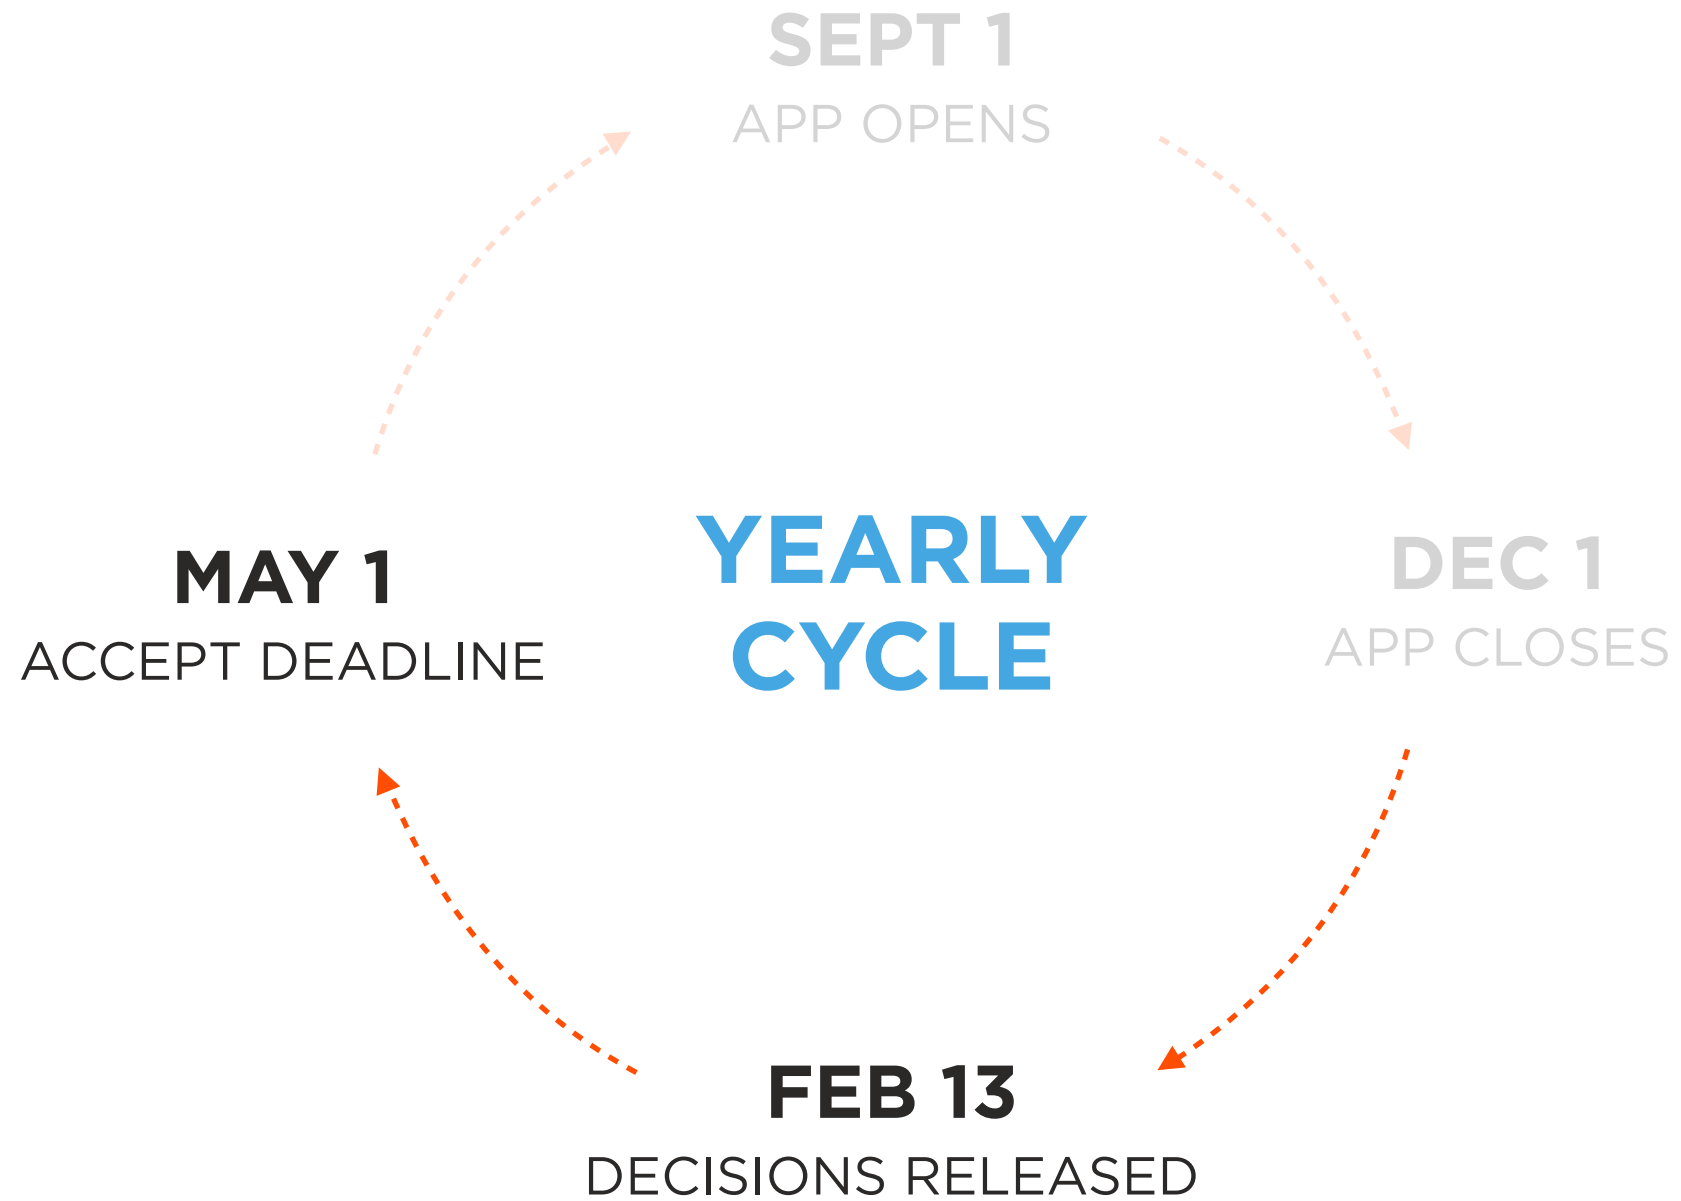 SEPT 1
APP OPENS
YEARLY
CYCLE
MAY 1
ACCEPT DEADLINE
DEC 1
APP CLOSES
FEB 13
DECISIONS RELEASED